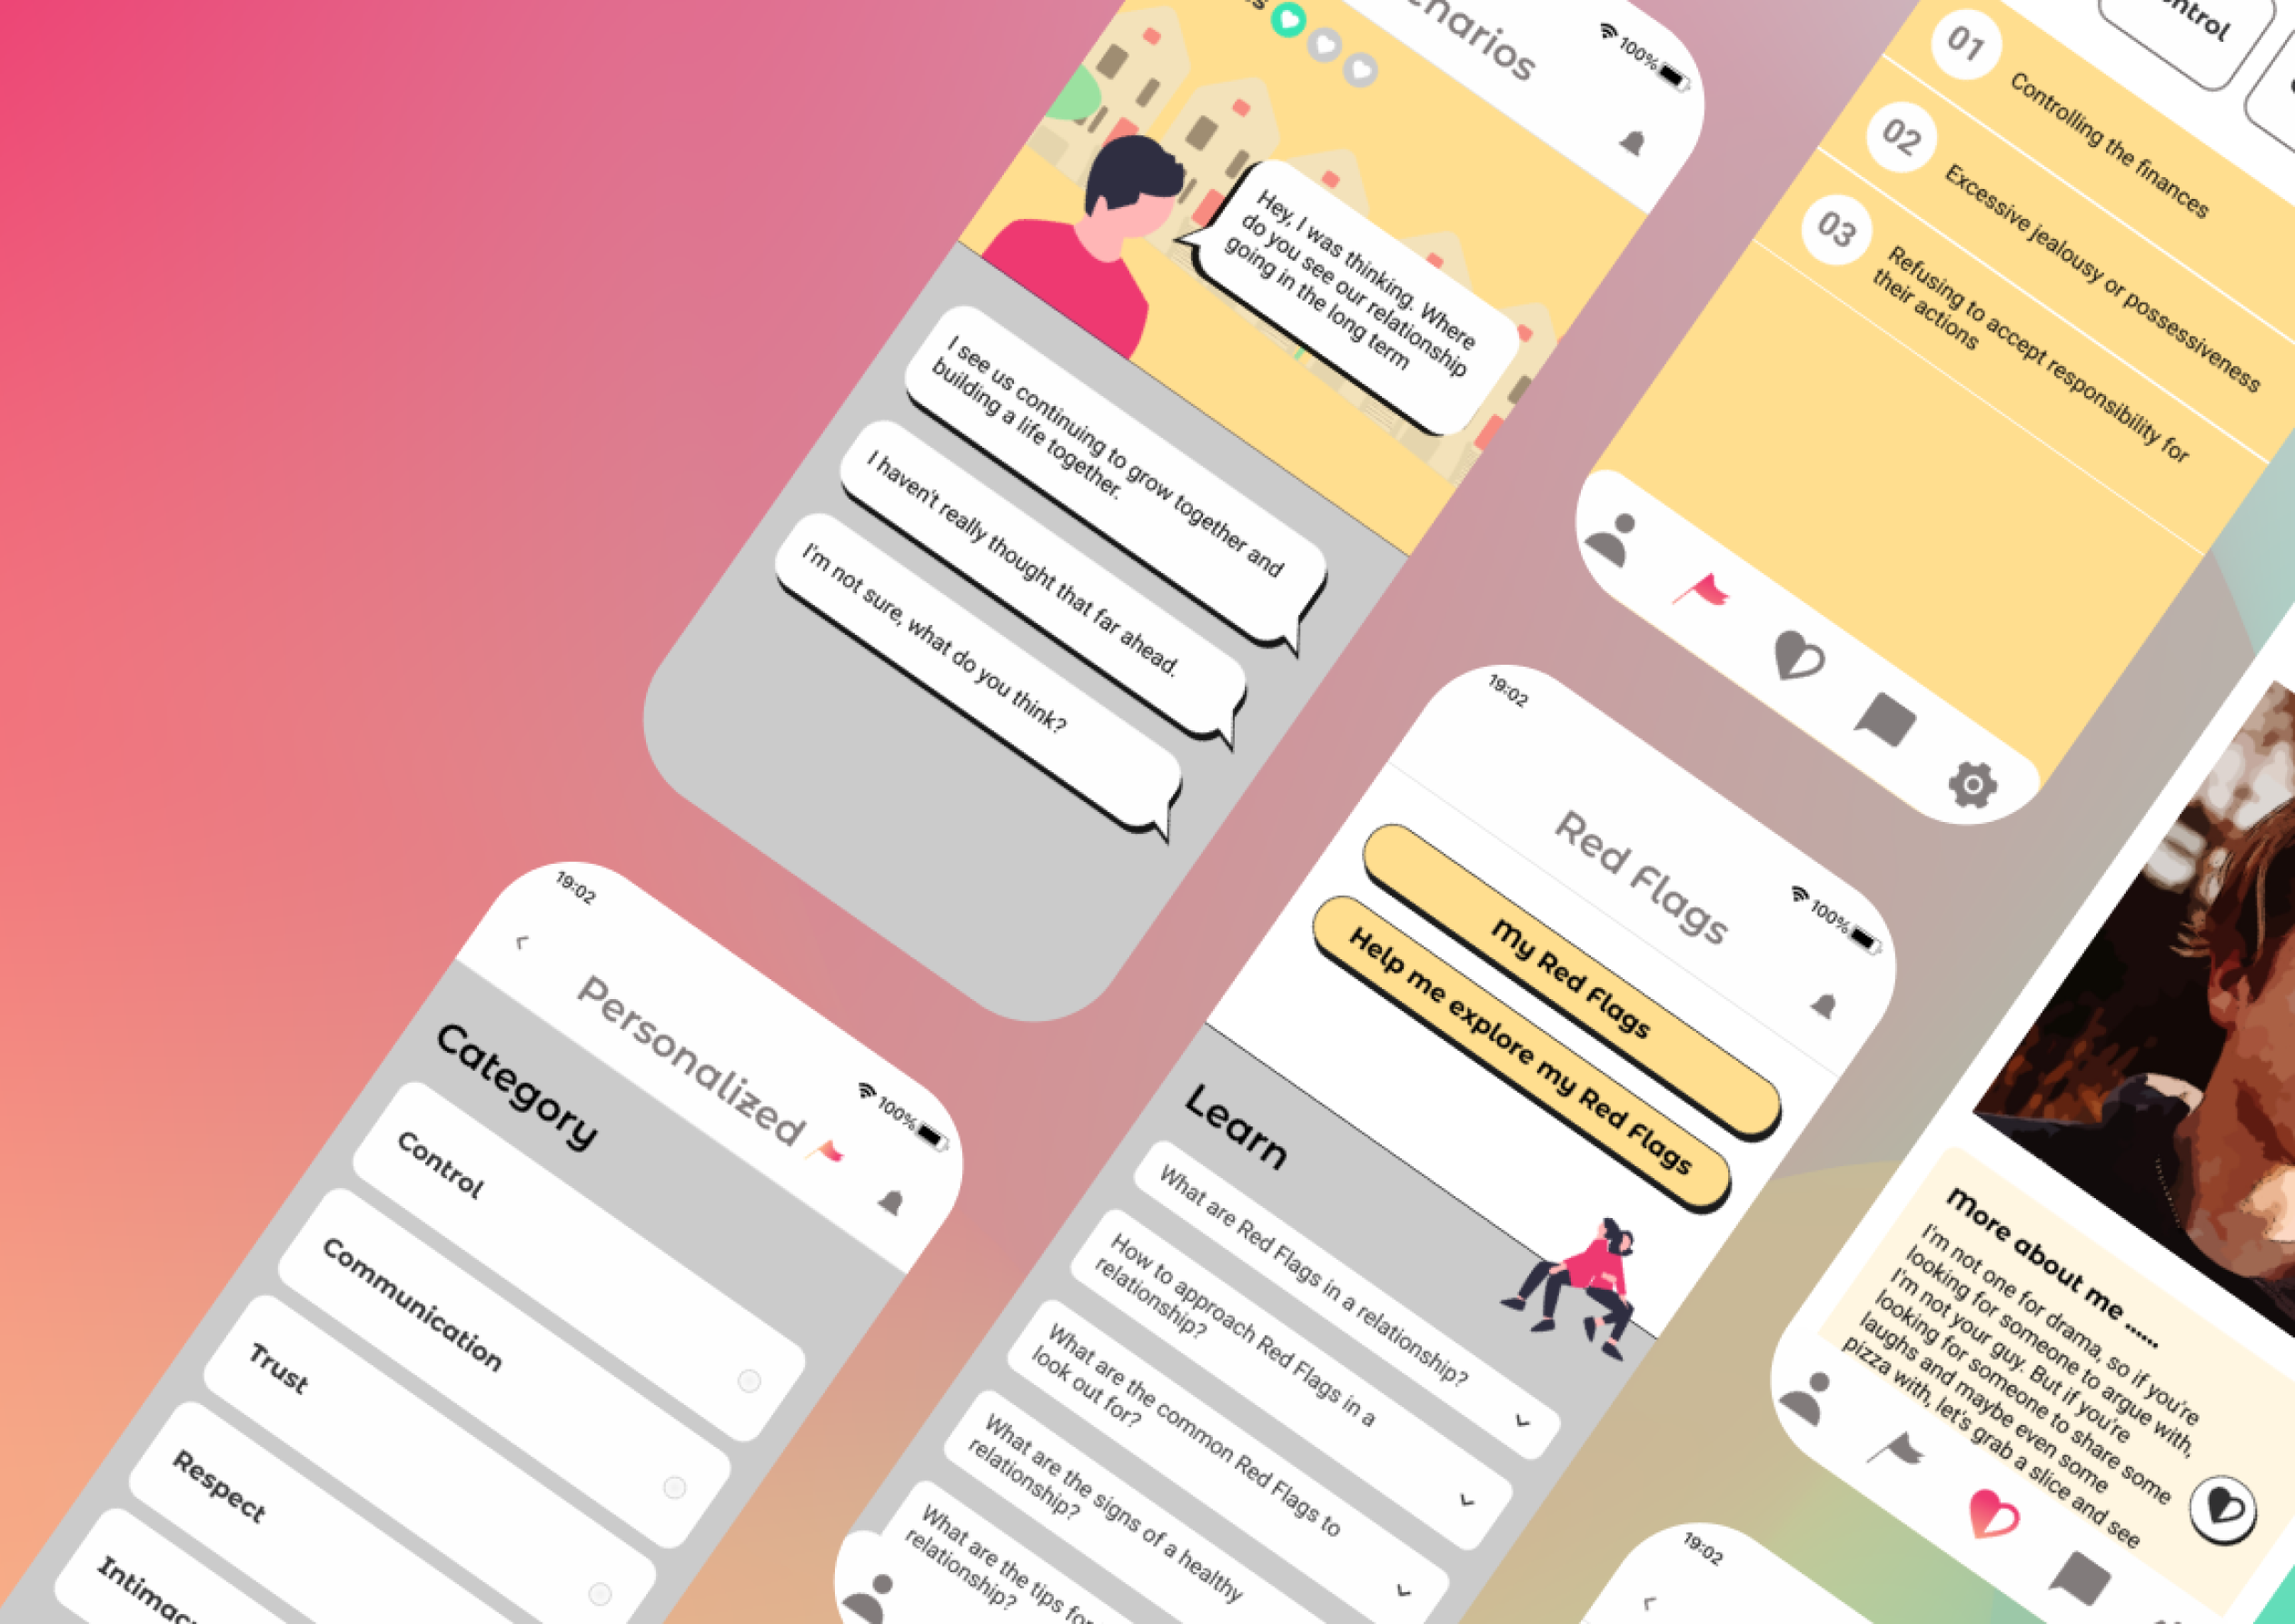 100%
Hey, I was thinking. Where
do you see our relationship
going in the long term
I see us continuing to grow together and
building a life together.
I haven't really thought that far ahead.
I'm not sure, what do you think?
01
Controlling the finances
02
Excessive jealousy or possessiveness
03
Refusing to accept responsibility for
their actions
19:02
100%
Personalized
Category
Control
Communication
Trust
Respect
19:02
100%
Red Flags
My Red Flags
Help me explore my Red Flags
Learn
What are Red Flags in a relationship?
How to approach Red Flags in a
relationship?
What are the common Red Flags to
look out for?
What are the signs of a healthy
relationship?
What are the tips for
relationship?
More about me ......
I'm not one for drama, so if you're
looking for someone to argue with,
I'm not your guy. But if you're
looking for someone to share some
laughs and maybe even some
pizza with, let's grab a slice and see
19:02